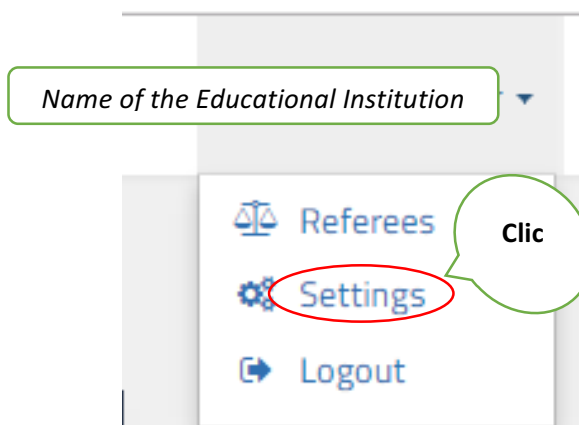 Name of the Educational Institution
Referees
Clic
Settings
Logout